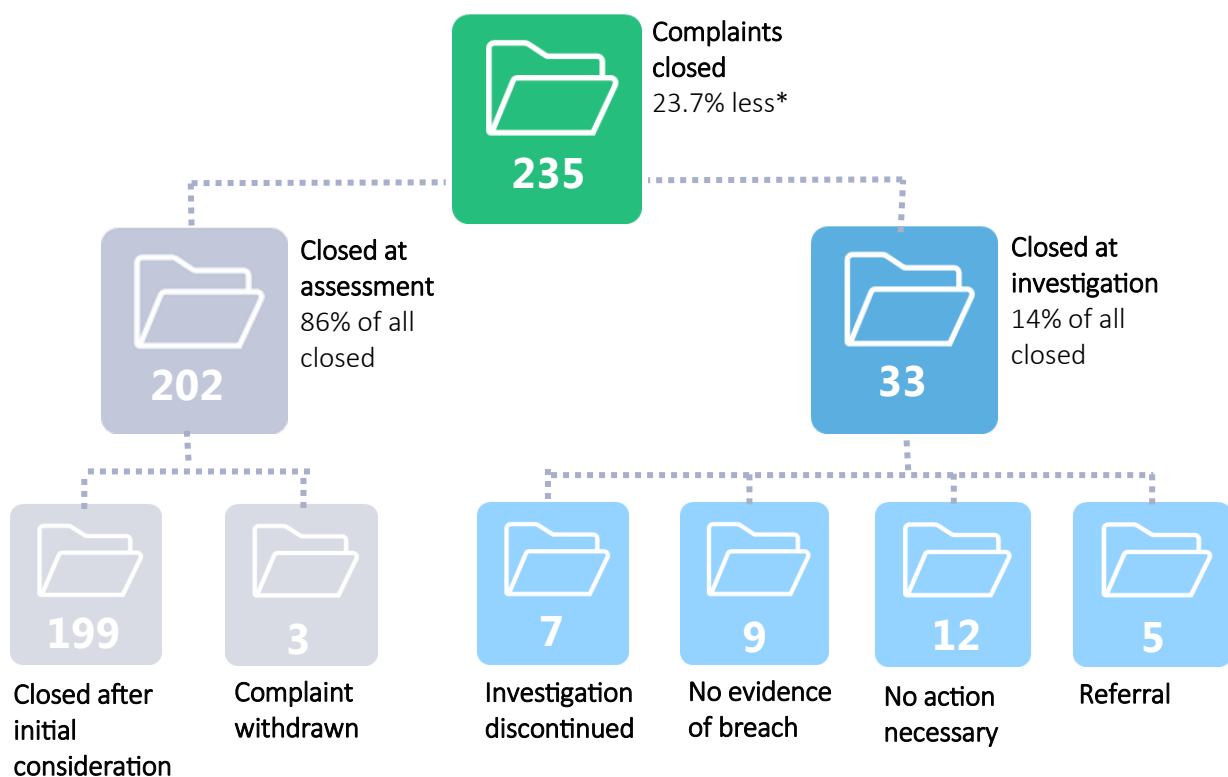 Complaints
closed
23.7% less*
235
Closed at
assessment
86% of all
closed
202
Closed at
investigation
14% of all
closed
33
199
Closed after
initial
consideration
3
Complaint
withdrawn
7
Investigation
discontinued
9
No evidence
of breach
12
No action
necessary
5
Referral